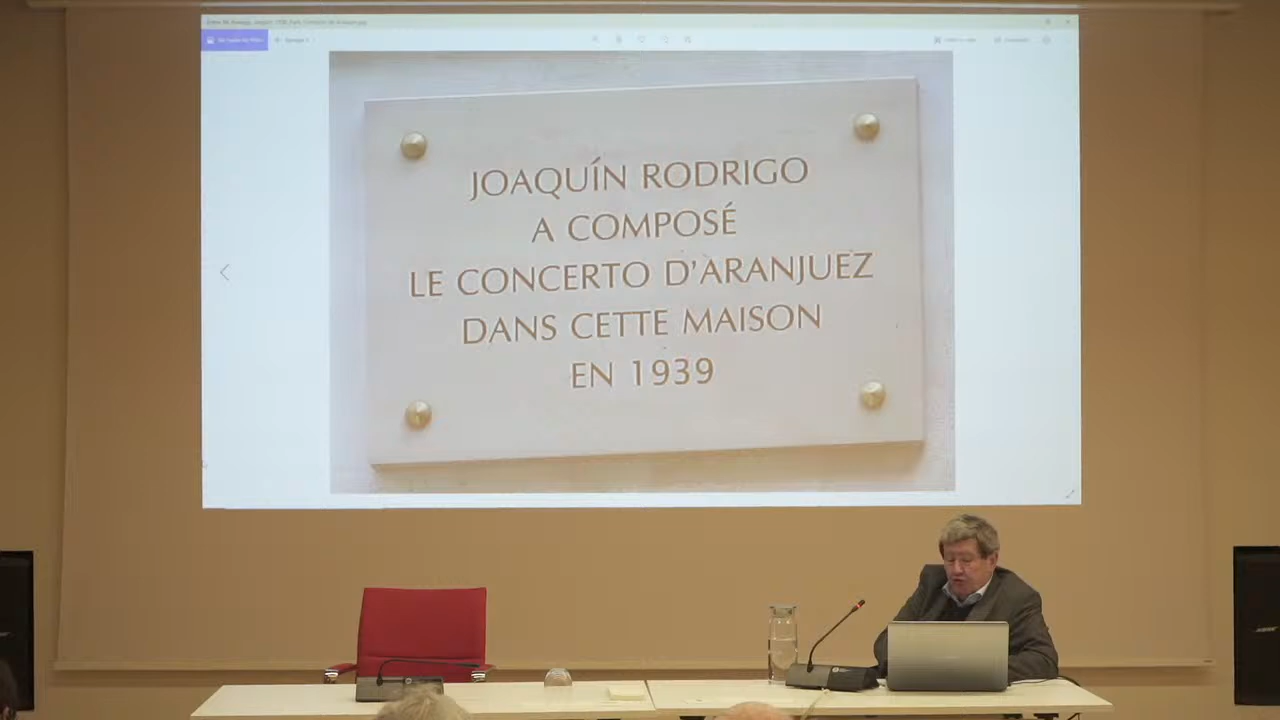 JOAQUÍN RODRIGO
A COMPOSÉ
LE CONCERTO D'ARANJUEZ
DANS CETTE MAISON
EN 1939